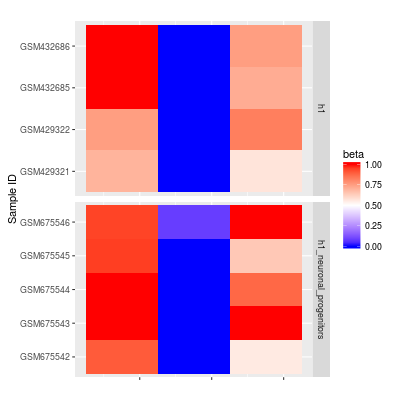 Sample ID
GSM432686
GSM432685
GSM429322
GSM429321
h1
GSM675546
GSM675545
GSM675544
GSM675543
GSM675542
h1_neuronal_progenitors
beta
1.00
0.75
0.50
0.25
0.00